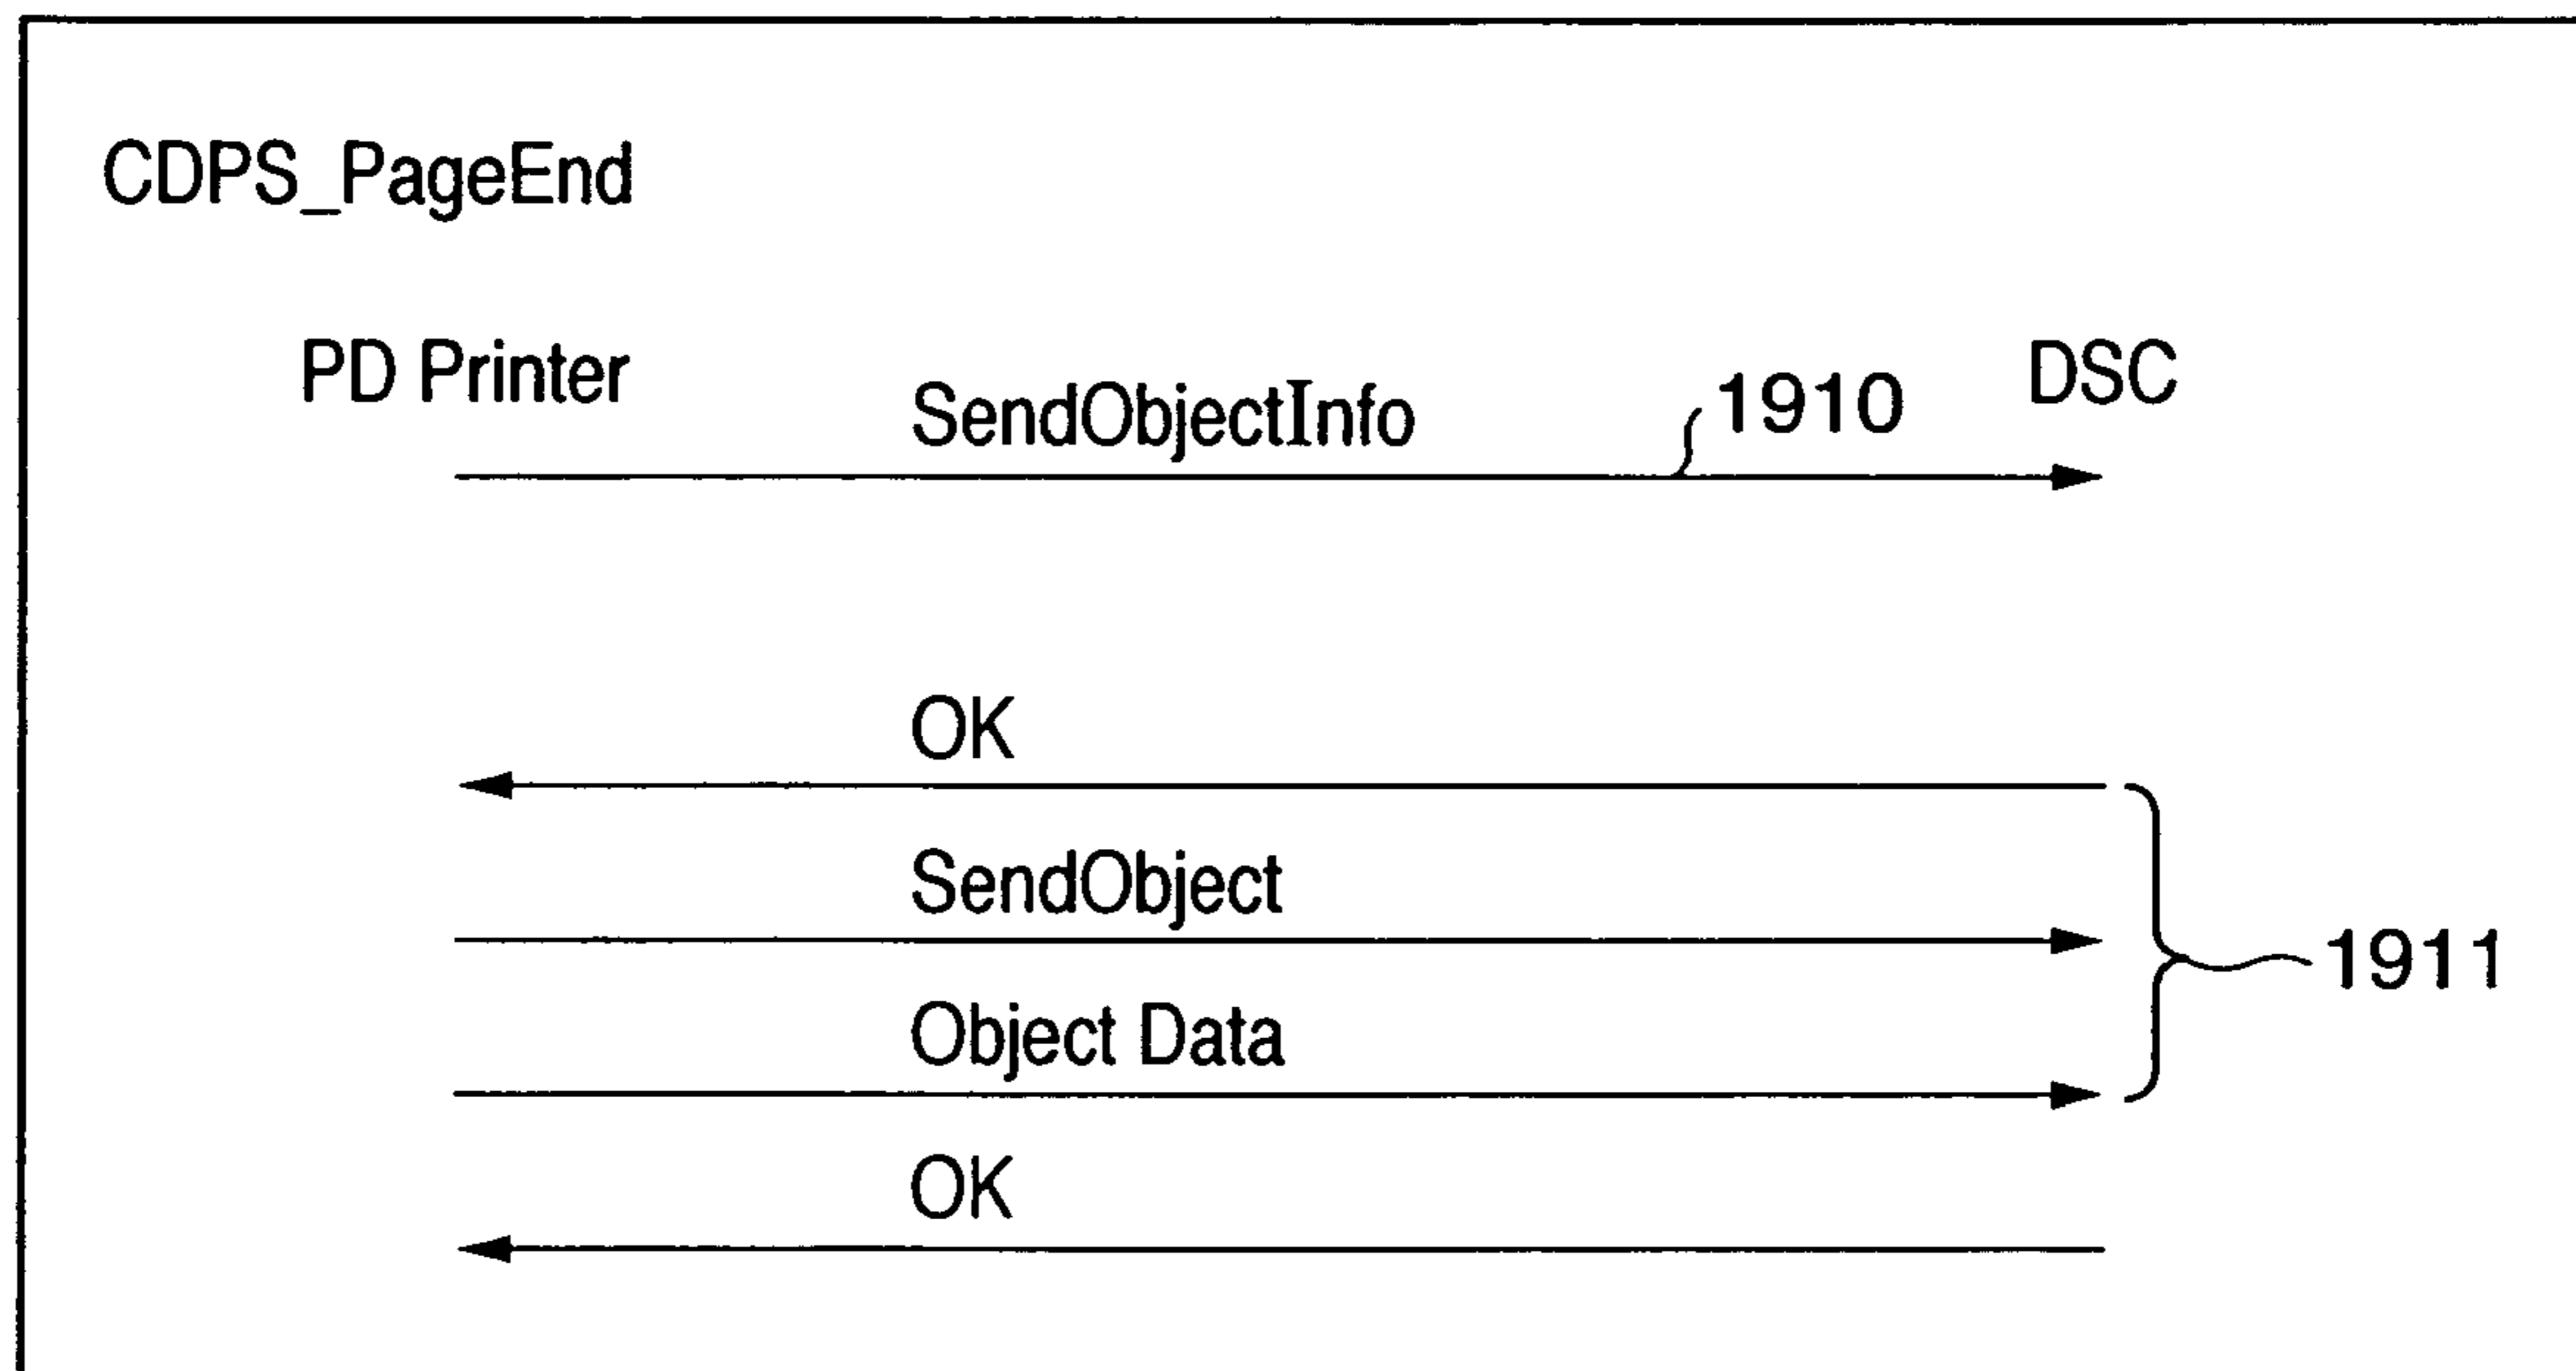 CDPS_PageEnd
PD Printer
DSC
SendObjectInfo
1910
OK
SendObject
1911
Object Data
OK